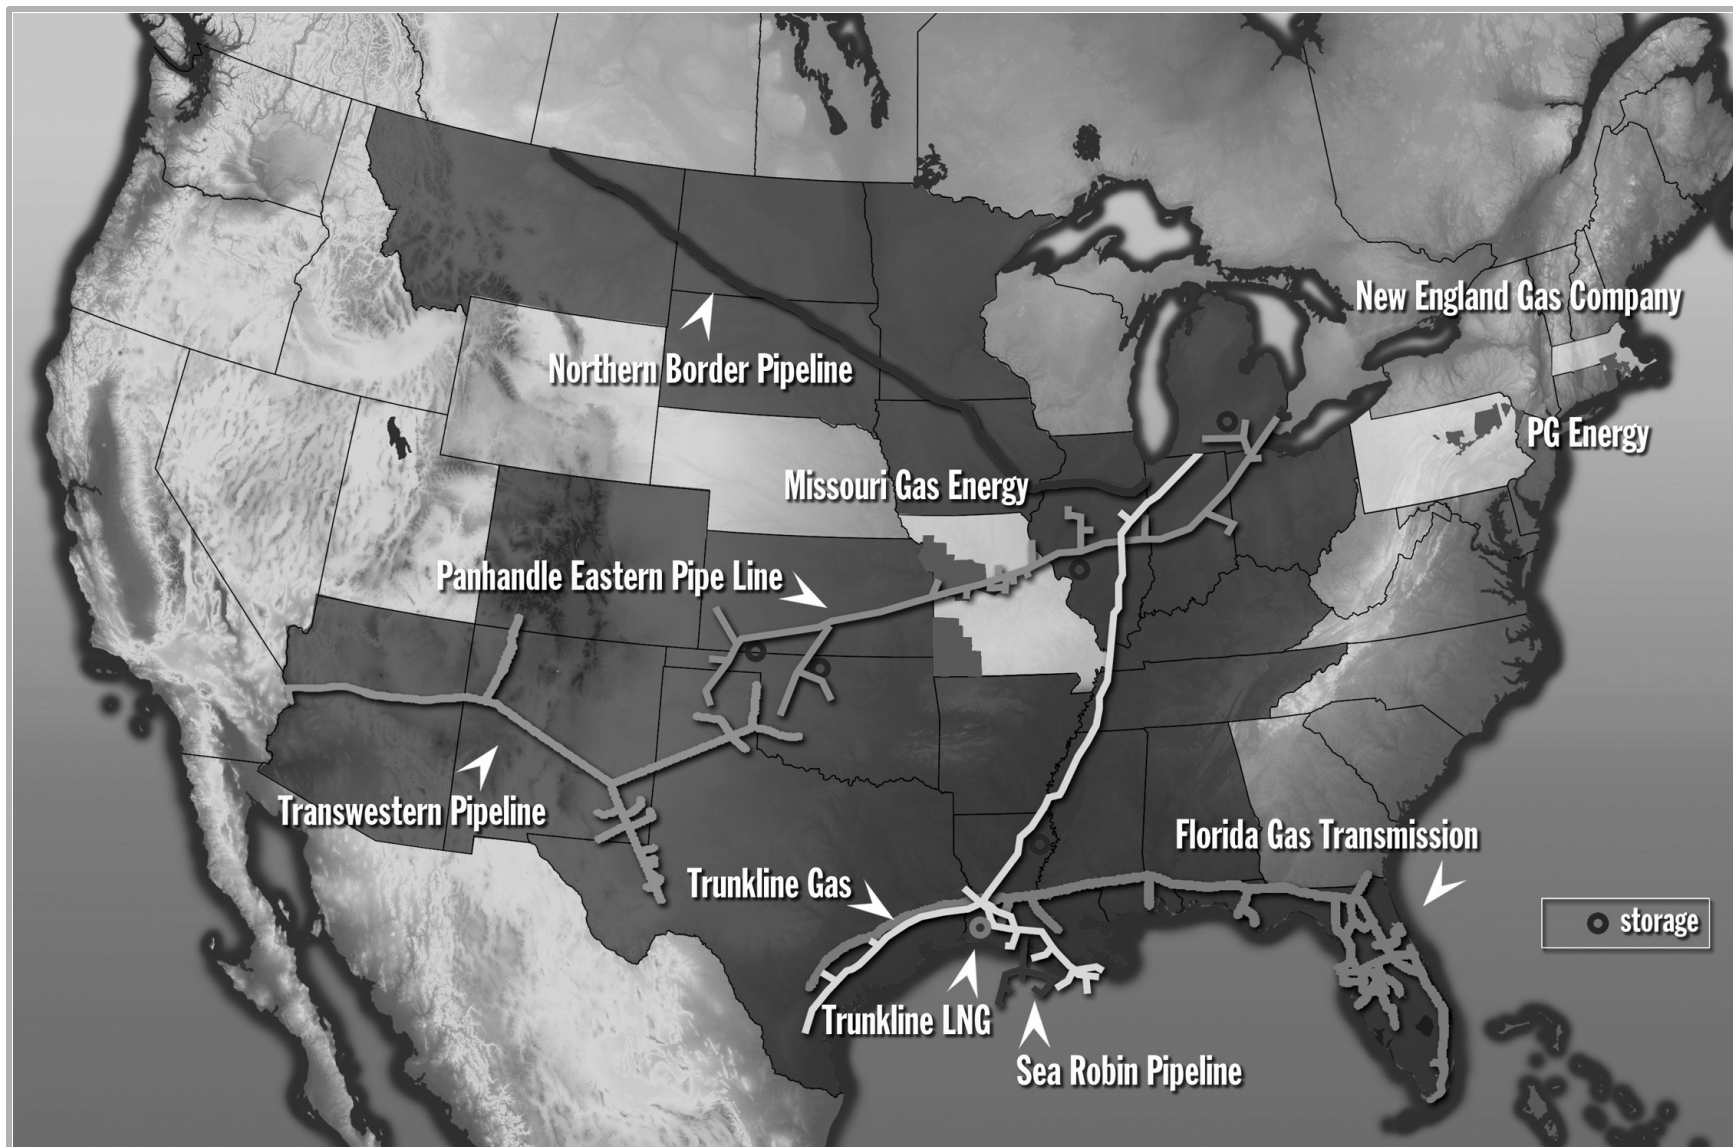 New England Gas Company
Northern Border Pipeline
PG Energy
Missouri Gas Energy
Panhandle Eastern Pipe Line
Transwestern Pipeline
Florida Gas Transmission
Trunkline Gas
storage
Trunkline LNG
Sea Robin Pipeline